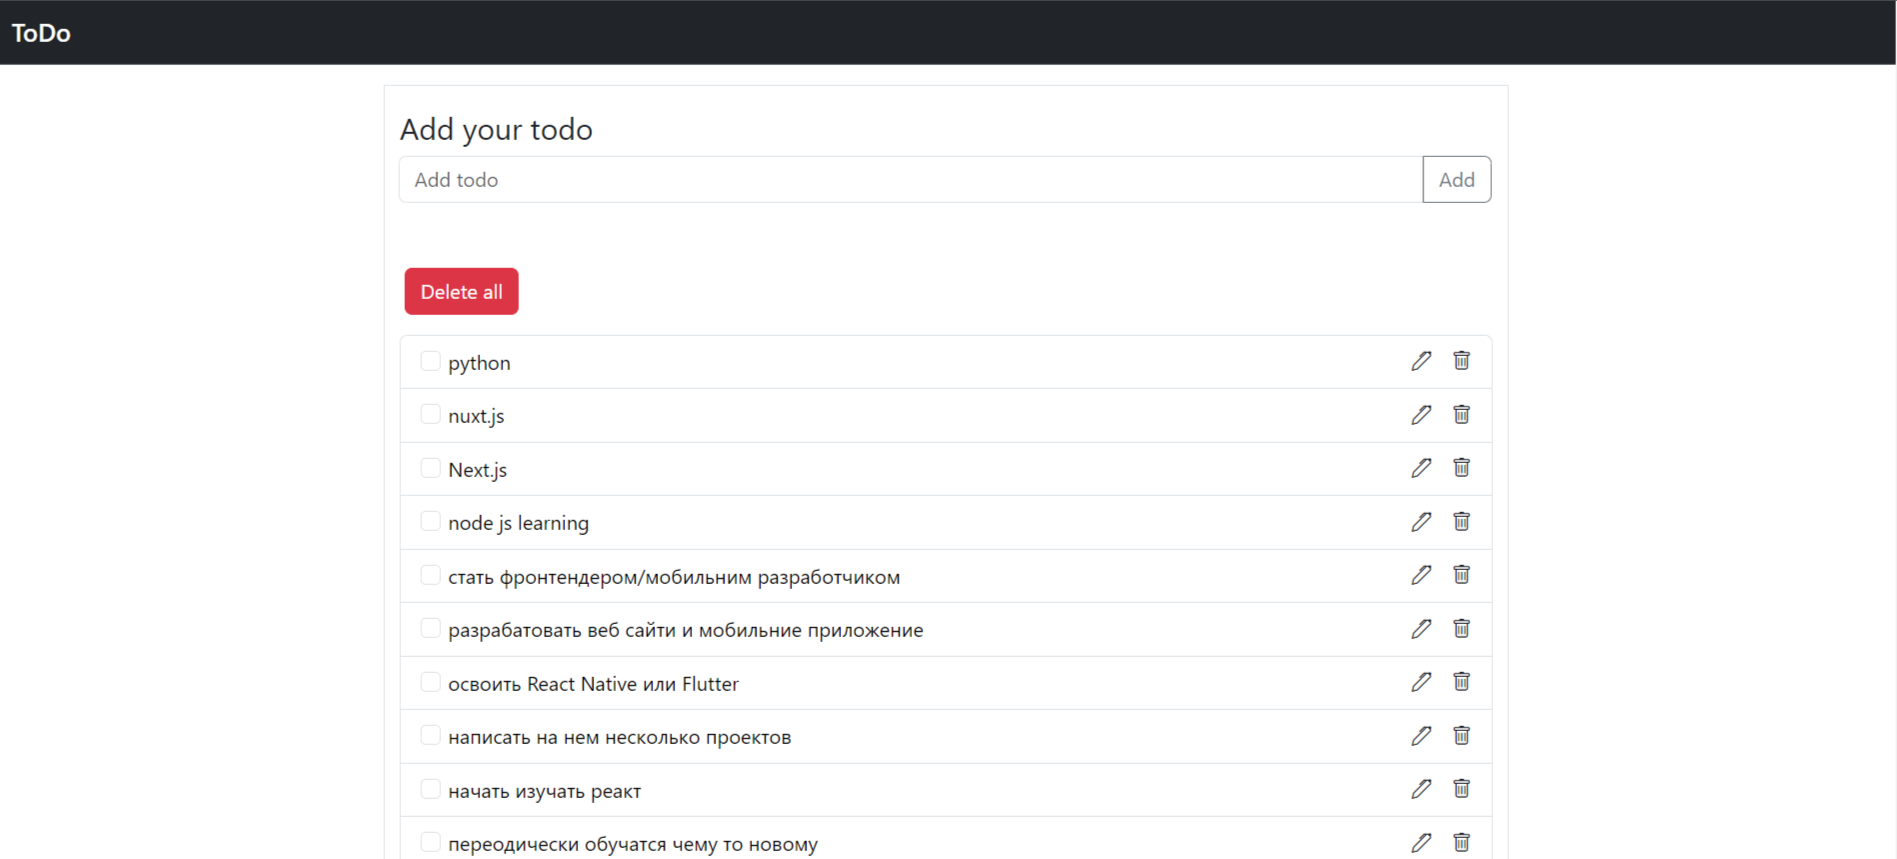 ToDo
Add your todo
Add todo
Add
Delete all
python
nuxt.js
Next.js
node js learning
стать фронтендером/мобильним разработчиком
разрабатовать веб сайти и мобильние приложение
освоить React Native или Flutter
написать на нем несколько проектов
начать изучать реакт
переодически обучатся чему то новому